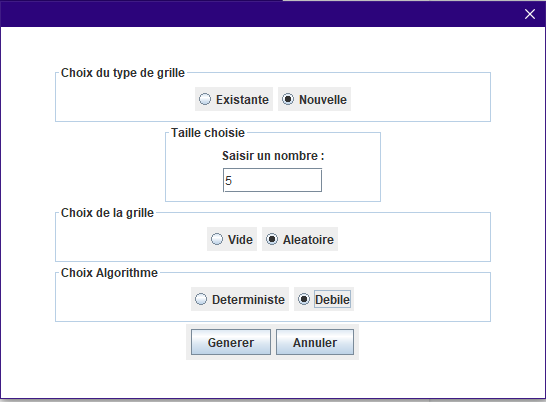 Choix du type de grille
Existante Nouvelle
Taille choisie
Saisir un nombre :
5
Choix de la grille
Vide Aleatoire
Choix Algorithme
Deterministe Debile
Generer Annuler